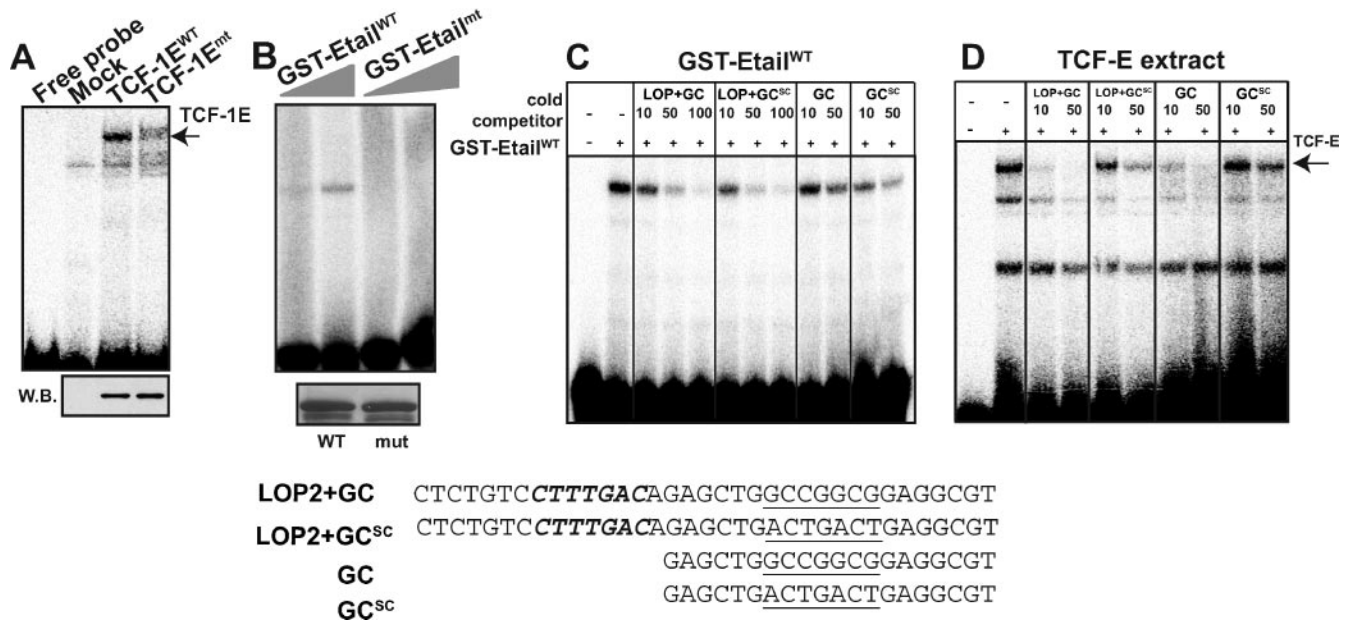 A
Free probe
Mock
TCF-1E^WT
TCF-1E^mt
TCF-1E
W.B.
B
GST-Etail^WT
GST-Etail^mt
WT mut
C
GST-Etail^WT
cold competitor
LOP+GC LOP+GC^SC GC GC^SC
- - 10 50 100 10 50 100 10 50 10 50
GST-Etail^WT - + + + + + + + + + + +
D
TCF-E extract
LOP+GC LOP+GC^SC GC GC^SC
- - 10 50 10 50 10 50 10 50
- + + + + + + + + +
TCF-E
LOP2+GC CTCTGTCCTTTGACAGAGCTGGCCGGCGGAGGCGT
LOP2+GC^SC CTCTGTCCTTTGACAGAGCTGACTGACTGAGGCGT
GC GAGCTGGCCGGCGGAGGCGT
GC^SC GAGCTGACTGACTGAGGCGT